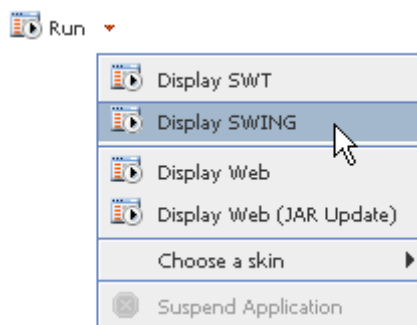 Run
Display SWT
Display SWING
Display Web
Display Web (JAR Update)
Choose a skin
Suspend Application